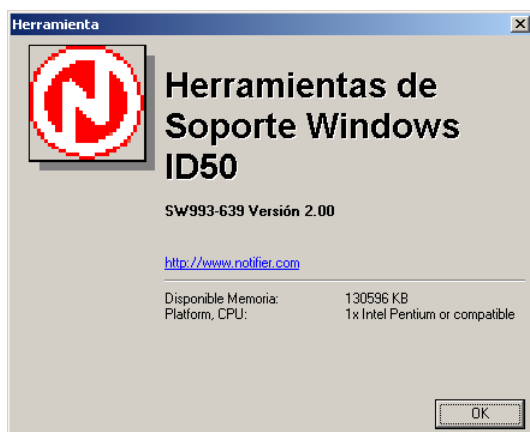 Herramienta
N
Herramientas de
Soporte Windows
ID50
SW993-639 Versión 2.00
http://www.notifier.com
Disponible Memoria: 130596 KB
Platform, CPU: 1x Intel Pentium or compatible
OK